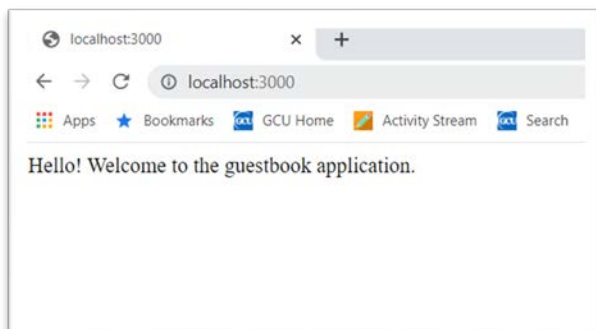 localhost:3000
localhost:3000
Apps Bookmarks GCU Home Activity Stream Search
Hello! Welcome to the guestbook application.